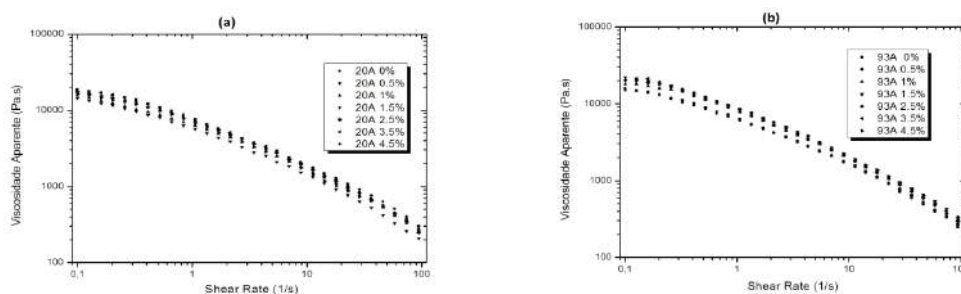 (a)
100000
10000
1000
100
Viscosidade Aparente (Pa.s)
20A 0%
20A 0.5%
20A 1%
20A 1.5%
20A 2.5%
20A 3.5%
20A 4.5%
0,1 1 10 100
Shear Rate (1/s)
(b)
100000
10000
1000
100
Viscosidade Aparente (Pa.s)
93A 0%
93A 0.5%
93A 1%
93A 1.5%
93A 2.5%
93A 3.5%
93A 4.5%
0,1 1 10 100
Shear Rate (1/s)